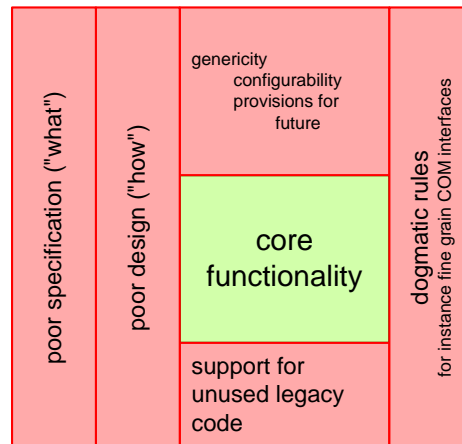 poor specification ("what")
poor design ("how")
genericity
configurability
provisions for
future
core
functionality
support for
unused legacy
code
dogmatic rules
for instance fine grain COM interfaces